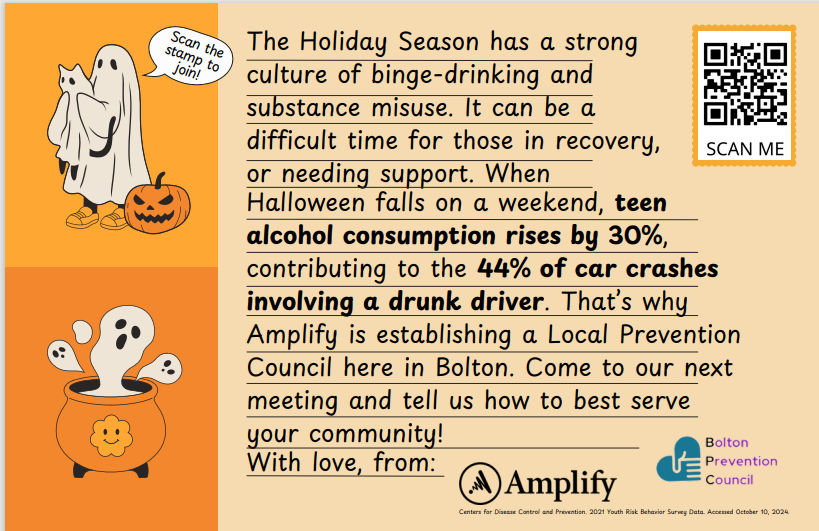 Scan the
stamp to
join!
The Holiday Season has a strong
culture of binge-drinking and
substance misuse. It can be a
difficult time for those in recovery,
or needing support. When
Halloween falls on a weekend, teen
alcohol consumption rises by 30%,
contributing to the 44% of car crashes
involving a drunk driver. That's why
Amplify is establishing a Local Prevention
Council here in Bolton. Come to our next
meeting and tell us how to best serve
your community!
With love, from:
SCAN ME
Amplify
Bolton
Prevention
Council
Centers for Disease Control and Prevention. 2021 Youth Risk Behavior Survey Data. Accessed October 10, 2024.